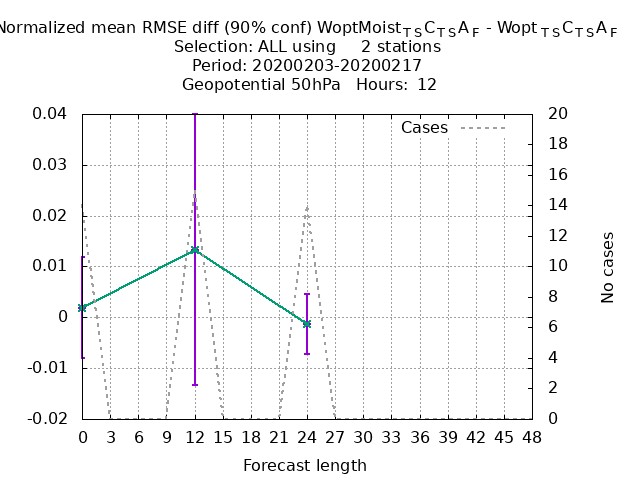 Normalized mean RMSE diff (90% conf) WoptMoistTSCTSAF - WoptTSCTSAF
Selection: ALL using 2 stations
Period: 20200203-20200217
Geopotential 50hPa Hours: 12
Cases
0.04
0.03
0.02
0.01
0
-0.01
-0.02
20
18
16
14
12
10
8
6
4
2
0
No cases
0 3 6 9 12 15 18 21 24 27 30 33 36 39 42 45 48
Forecast length